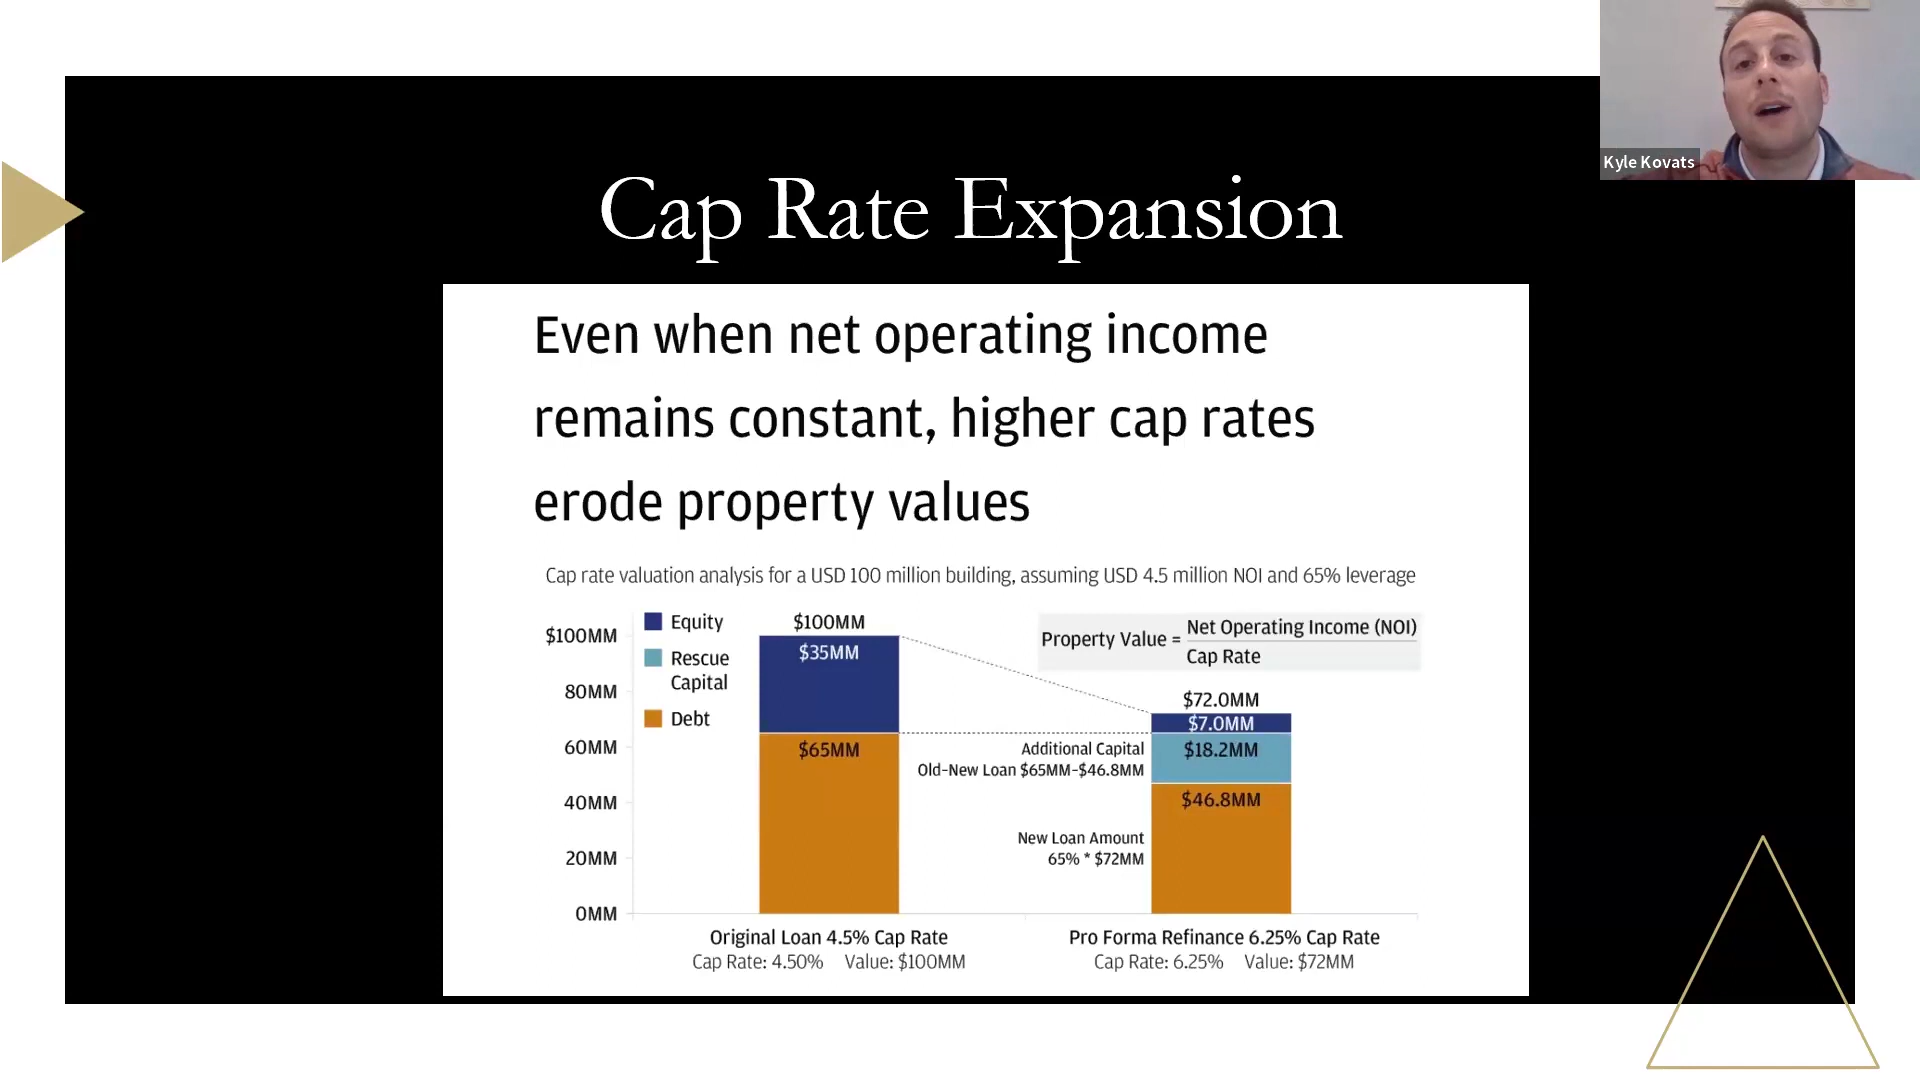 Kyle Kovats
Cap Rate Expansion
Even when net operating income
remains constant, higher cap rates
erode property values
Cap rate valuation analysis for a USD 100 million building, assuming USD 4.5 million NOI and 65% leverage
$100MM
80MM
60MM
40MM
20MM
0MM
Equity
Rescue
Capital
Debt
$100MM
$35MM
$65MM
Property Value =
Net Operating Income (NOI)
Cap Rate
$72.0MM
$7.0MM
$18.2MM
$46.8MM
Additional Capital
Old-New Loan $65MM-$46.8MM
New Loan Amount
65% * $72MM
Original Loan 4.5% Cap Rate
Cap Rate: 4.50% Value: $100MM
Pro Forma Refinance 6.25% Cap Rate
Cap Rate: 6.25% Value: $72MM